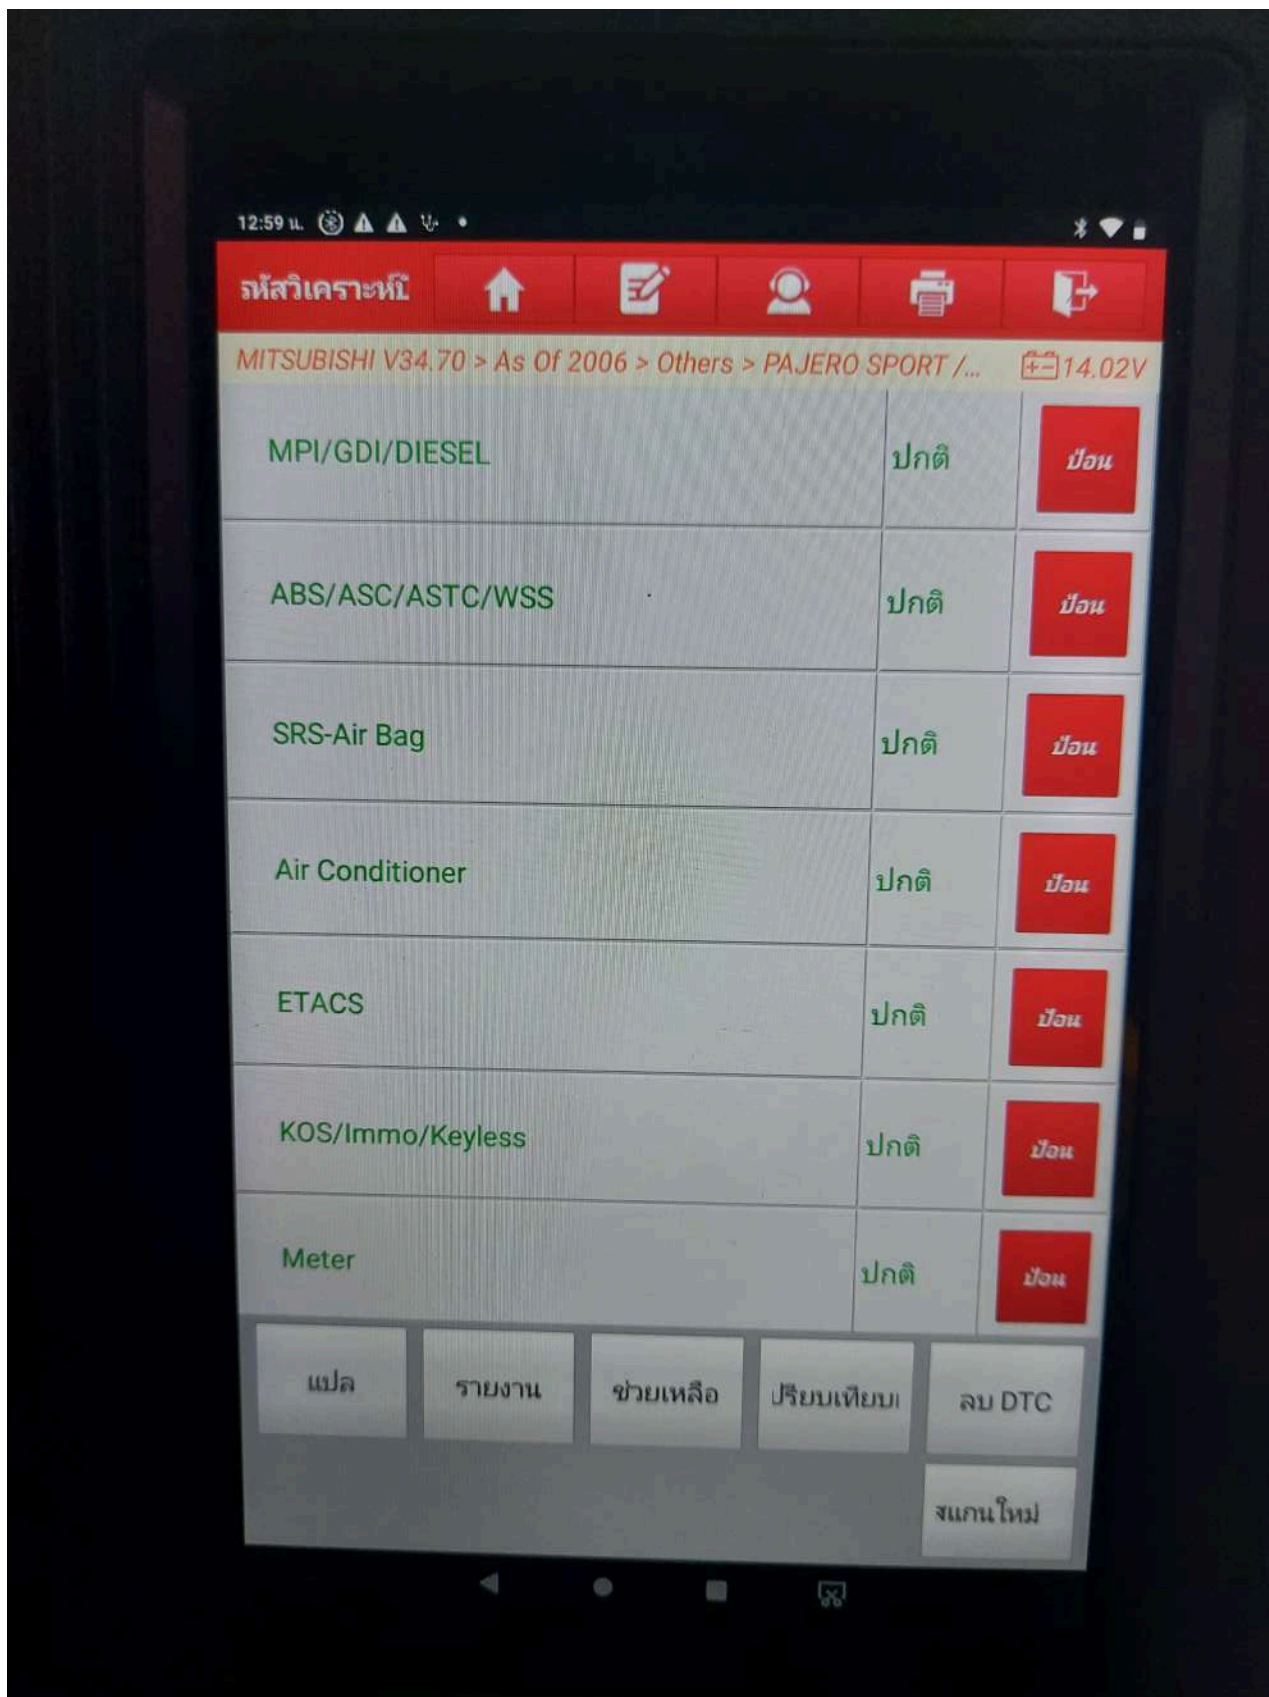 12:59 น.
รหัสวิเคราะห์ปั
MITSUBISHI V34.70 > As Of 2006 > Others > PAJERO SPORT /... 14.02V
MPI/GDI/DIESEL ปกติ ป้อน
ABS/ASC/ASTC/WSS ปกติ ป้อน
SRS-Air Bag ปกติ ป้อน
Air Conditioner ปกติ ป้อน
ETACS ปกติ ป้อน
KOS/Immo/Keyless ปกติ ป้อน
Meter ปกติ ป้อน
แปล รายงาน ช่วยเหลือ ปรียบเทียบเ ลบ DTC
สแกนใหม่